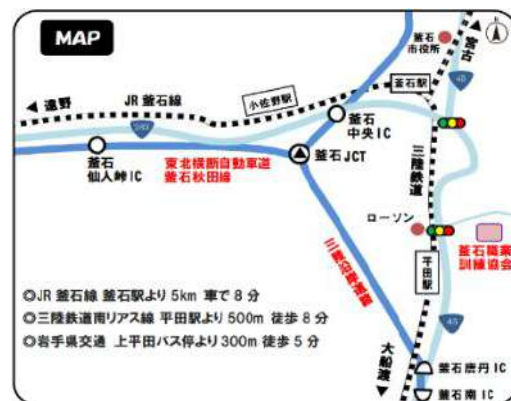 MAP
釜石
市役所
宮古
45
釜石駅
遠野
JR 釜石線
小佐野駅
283
釜石
中央IC
釜石
仙人峠IC
東北横断自動車道
釜石秋田線
釜石JCT
三陸鉄道
ローソン
釜石職業
訓練協会
平田駅
三陸沿岸道路
◎JR 釜石線 釜石駅より 5km 車で 8 分
◎三陸鉄道南リアス線 平田駅より 500m 徒歩 8 分
◎岩手県交通 上平田バス停より 300m 徒歩 5 分
45
大船渡
釜石唐丹 IC
釜石南 IC